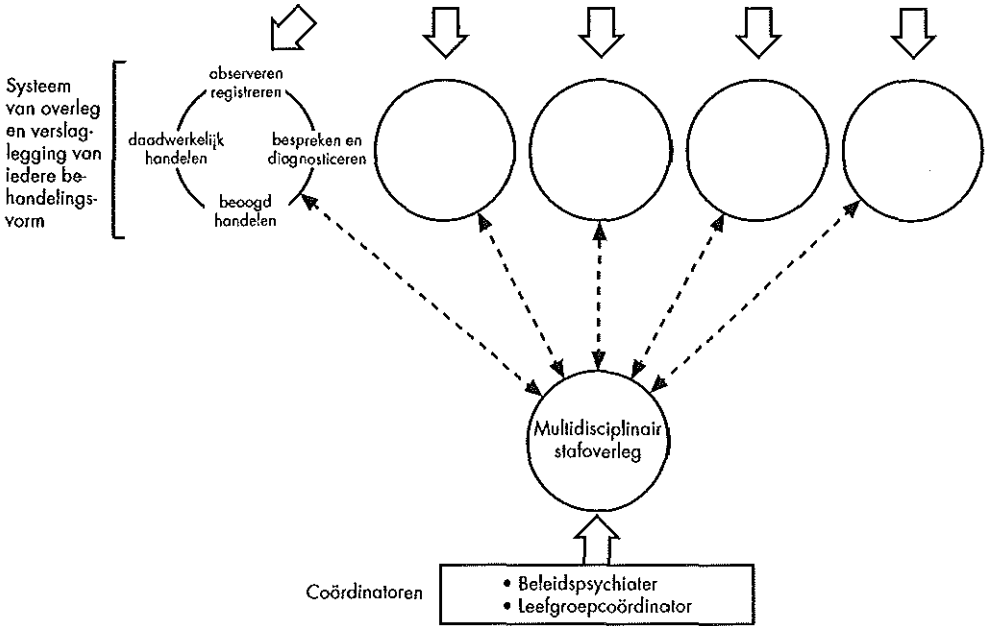 Systeem
van overleg
en verslag-
legging van
iedere be-
handelings-
vorm
observeren
registreren
daadwerkelijk
handelen
bespreken en
diagnosticeren
beoogd
handelen
Multidisciplinair
stafoverleg
Coördinatoren
• Beleidspsychiater
• Leefgroepcoördinator